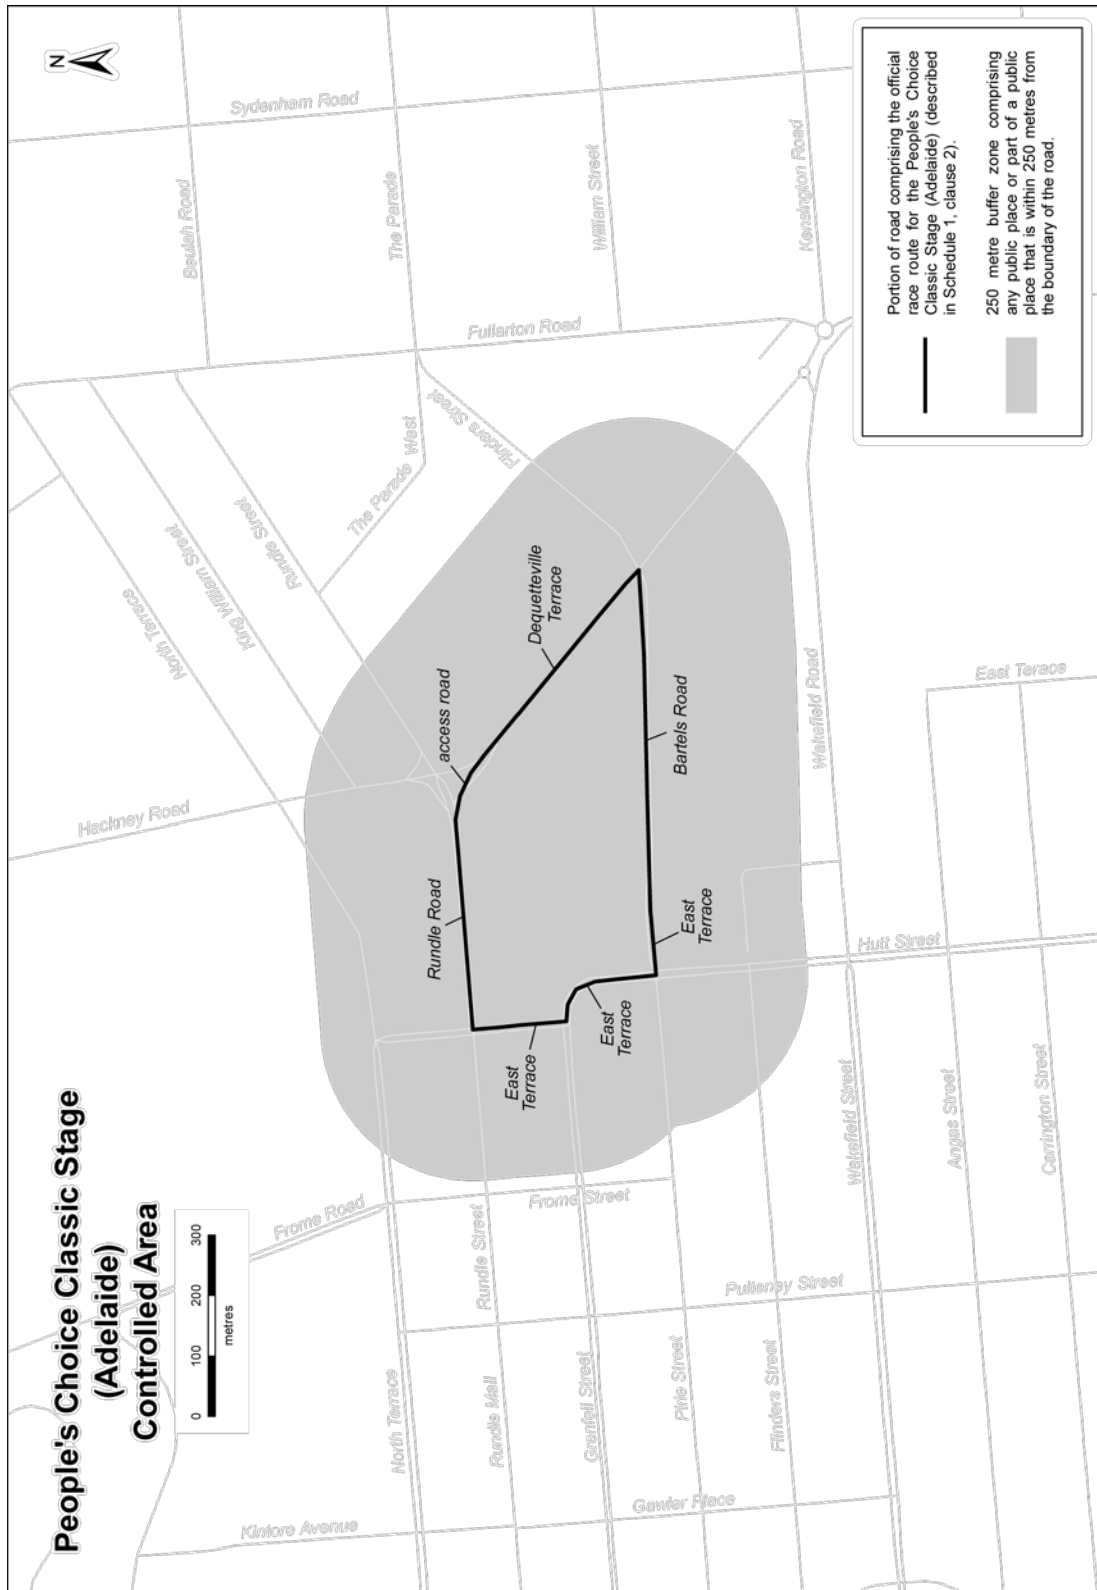 People's Choice Classic Stage
(Adelaide)
Controlled Area
0 100 200 300
metres
N
Kintore Avenue
Frome Road
Hackney Road
North Terrace
King William Street
Rundle Street
The Parade West
Beulah Road
Sydenham Road
The Parade
William Street
Kensington Road
Fullarton Road
Flinders Street
North Terrace
Rundle Mall
Rundle Street
Grenfell Street
Frome Street
Pirie Street
Flinders Street
Gawler Place
Pulteney Street
Wakefield Street
Angas Street
Carrington Street
Hutt Street
Wakefield Road
East Terace
Rundle Road
access road
Dequetteville
Terrace
Bartels Road
East
Terrace
East
Terrace
East
Terrace
Portion of road comprising the official
race route for the People's Choice
Classic Stage (Adelaide) (described
in Schedule 1, clause 2).
250 metre buffer zone comprising
any public place or part of a public
place that is within 250 metres from
the boundary of the road.